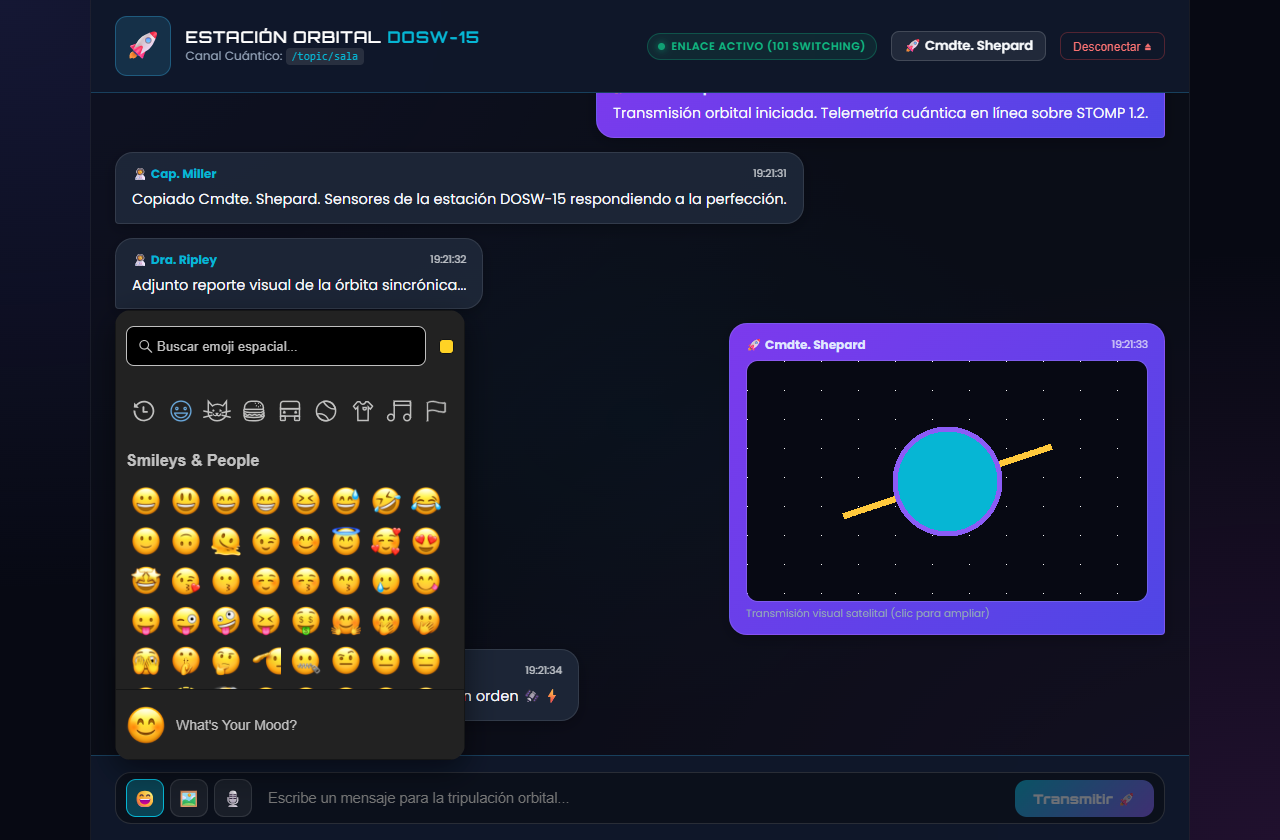 ESTACIÓN ORBITAL DOSW-15
Canal Cuántico: /topic/sala
ENLACE ACTIVO (101 SWITCHING)
Cmdte. Shepard
Desconectar
Transmisión orbital iniciada. Telemetría cuántica en línea sobre STOMP 1.2.
Cap. Miller
19:21:31
Copiado Cmdte. Shepard. Sensores de la estación DOSW-15 respondiendo a la perfección.
Dra. Ripley
19:21:32
Adjunto reporte visual de la órbita sincrónica...
Buscar emoji espacial...
Smileys & People
What's Your Mood?
Cmdte. Shepard
19:21:33
Transmisión visual satelital (clic para ampliar)
19:21:34
orden
Escribe un mensaje para la tripulación orbital...
Transmitir